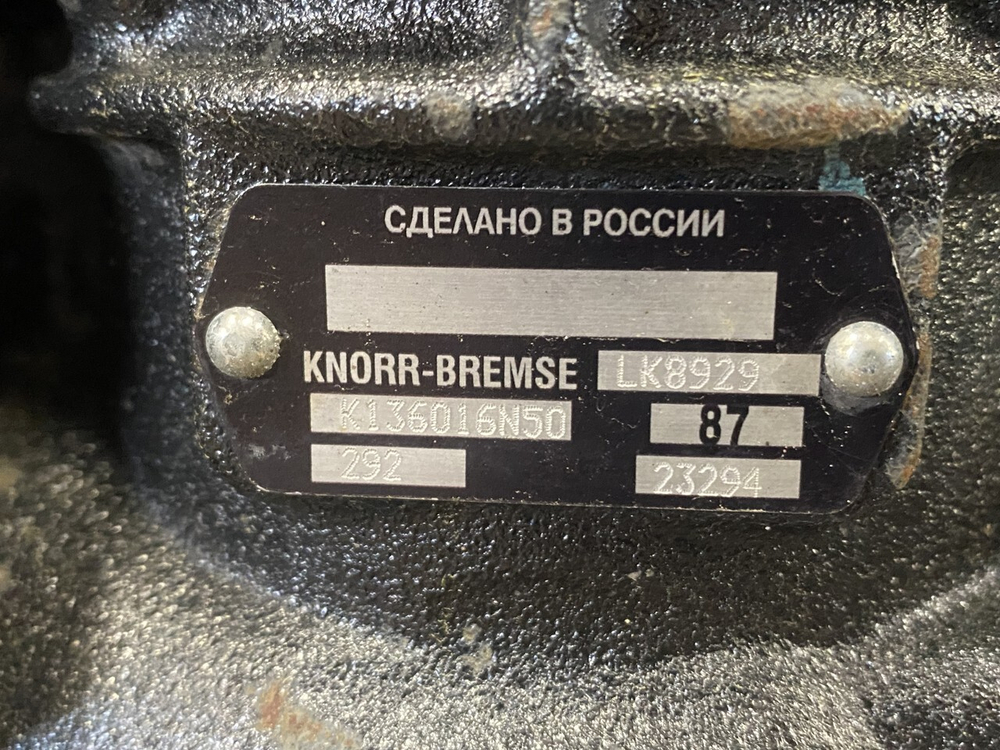 СДЕЛАНО В РОССИИ
KNORR-BREMSE LK8929
K136016N50 87
292 23294